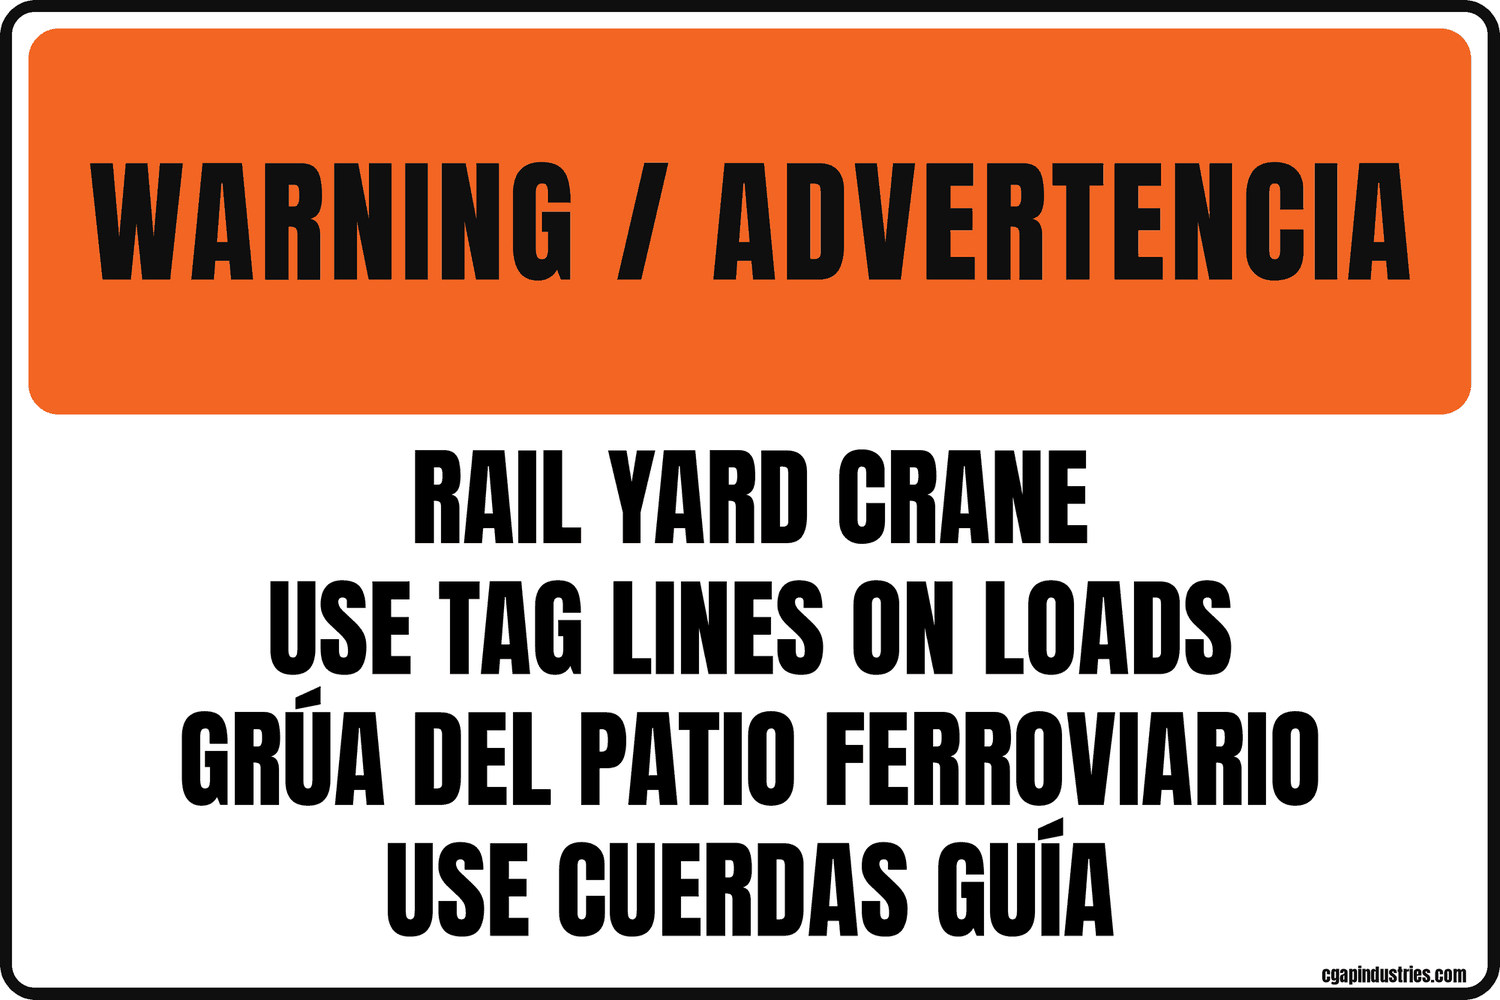 WARNING / ADVERTENCIA
RAIL YARD CRANE
USE TAG LINES ON LOADS
GRÚA DEL PATIO FERROVIARIO
USE CUERDAS GUÍA
cgapindustries.com